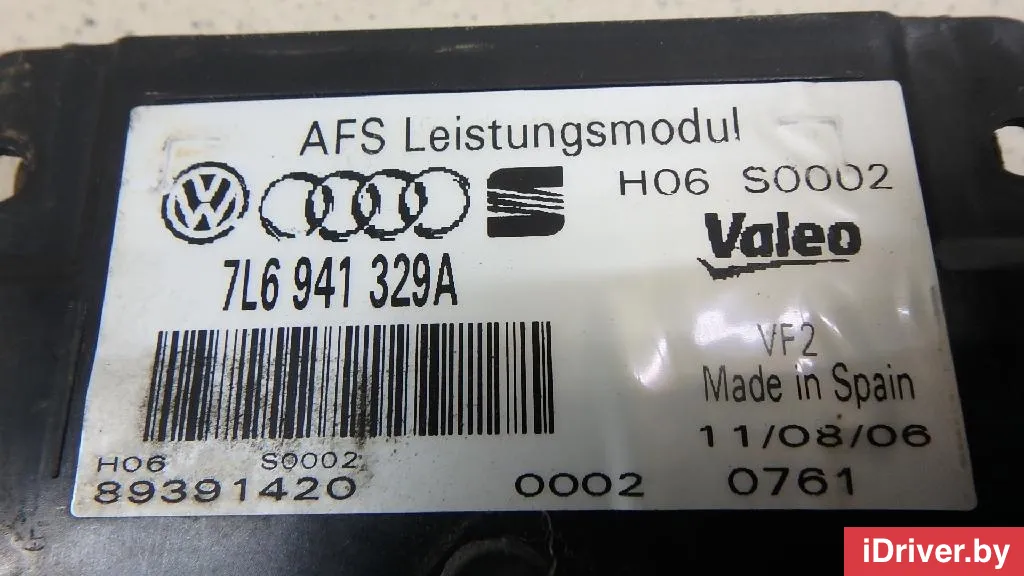 AFS Leistungsmodul
H06 S0002
Valeo
7L6 941 329A
VF2
Made in Spain
11/08/06
H06 S0002
89391420 0002 0761
iDriver.by